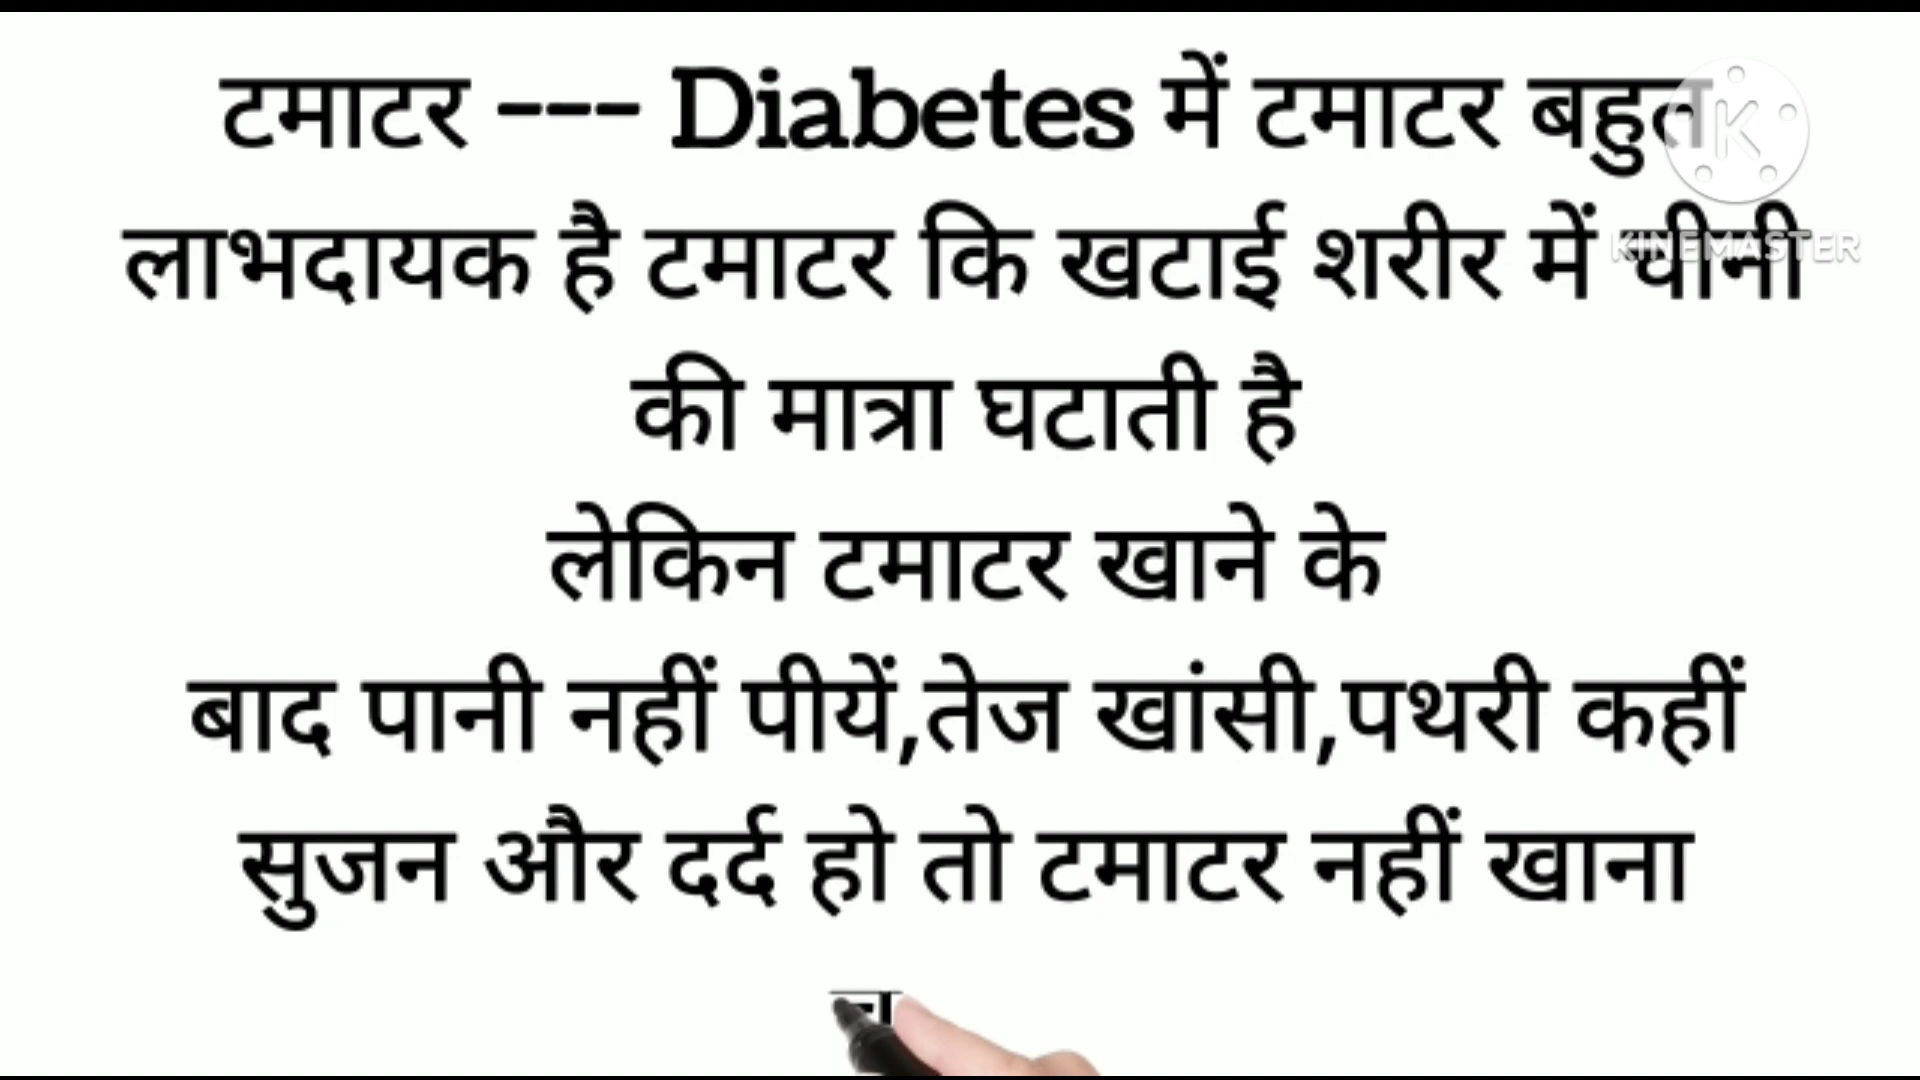 टमाटर --- Diabetes में टमाटर बहुत
लाभदायक है टमाटर कि खटाई शरीर में चीनी
की मात्रा घटाती है
लेकिन टमाटर खाने के
बाद पानी नहीं पीयें,तेज खांसी,पथरी कहीं
सुजन और दर्द हो तो टमाटर नहीं खाना
K
KINEMASTER